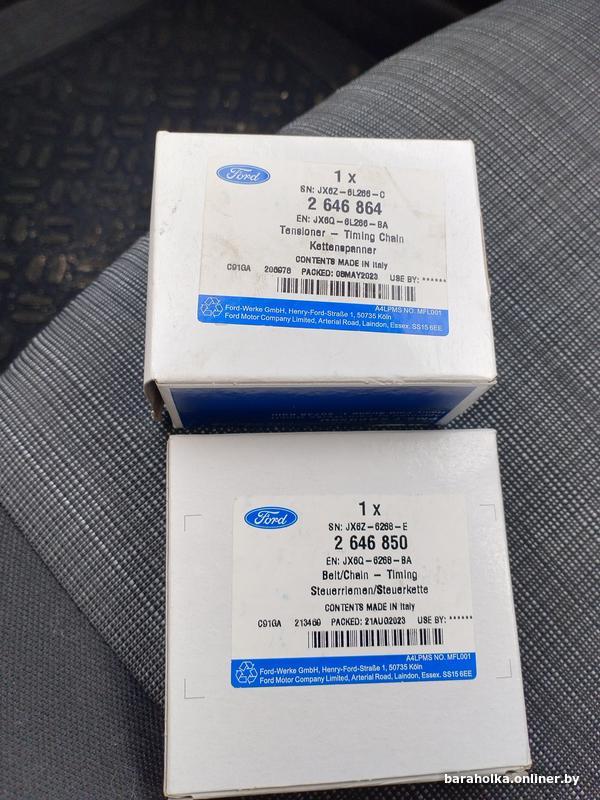 Ford
1 x
SN: JX6Z-6L266-C
2 646 864
EN: JX6Q-6L266-BA
Tensioner - Timing Chain
Kettenspanner
CONTENTS MADE IN Italy
C91GA 206976 PACKED: 08MAY2023 USE BY: ******
A4LPMS NO. MFL001
Ford-Werke GmbH, Henry-Ford-Straße 1, 50735 Köln
Ford Motor Company Limited, Arterial Road, Laindon, Essex. SS15 6EE
Ford
1 x
SN: JX6Z-6268-E
2 646 850
EN: JX6Q-6268-BA
Belt/Chain - Timing
Steuerriemen/Steuerkette
CONTENTS MADE IN Italy
C91GA 213469 PACKED: 21AUG2023 USE BY: ******
A4LPMS NO. MFL001
Ford-Werke GmbH, Henry-Ford-Straße 1, 50735 Köln
Ford Motor Company Limited, Arterial Road, Laindon, Essex. SS15 6EE
baraholka.onliner.by